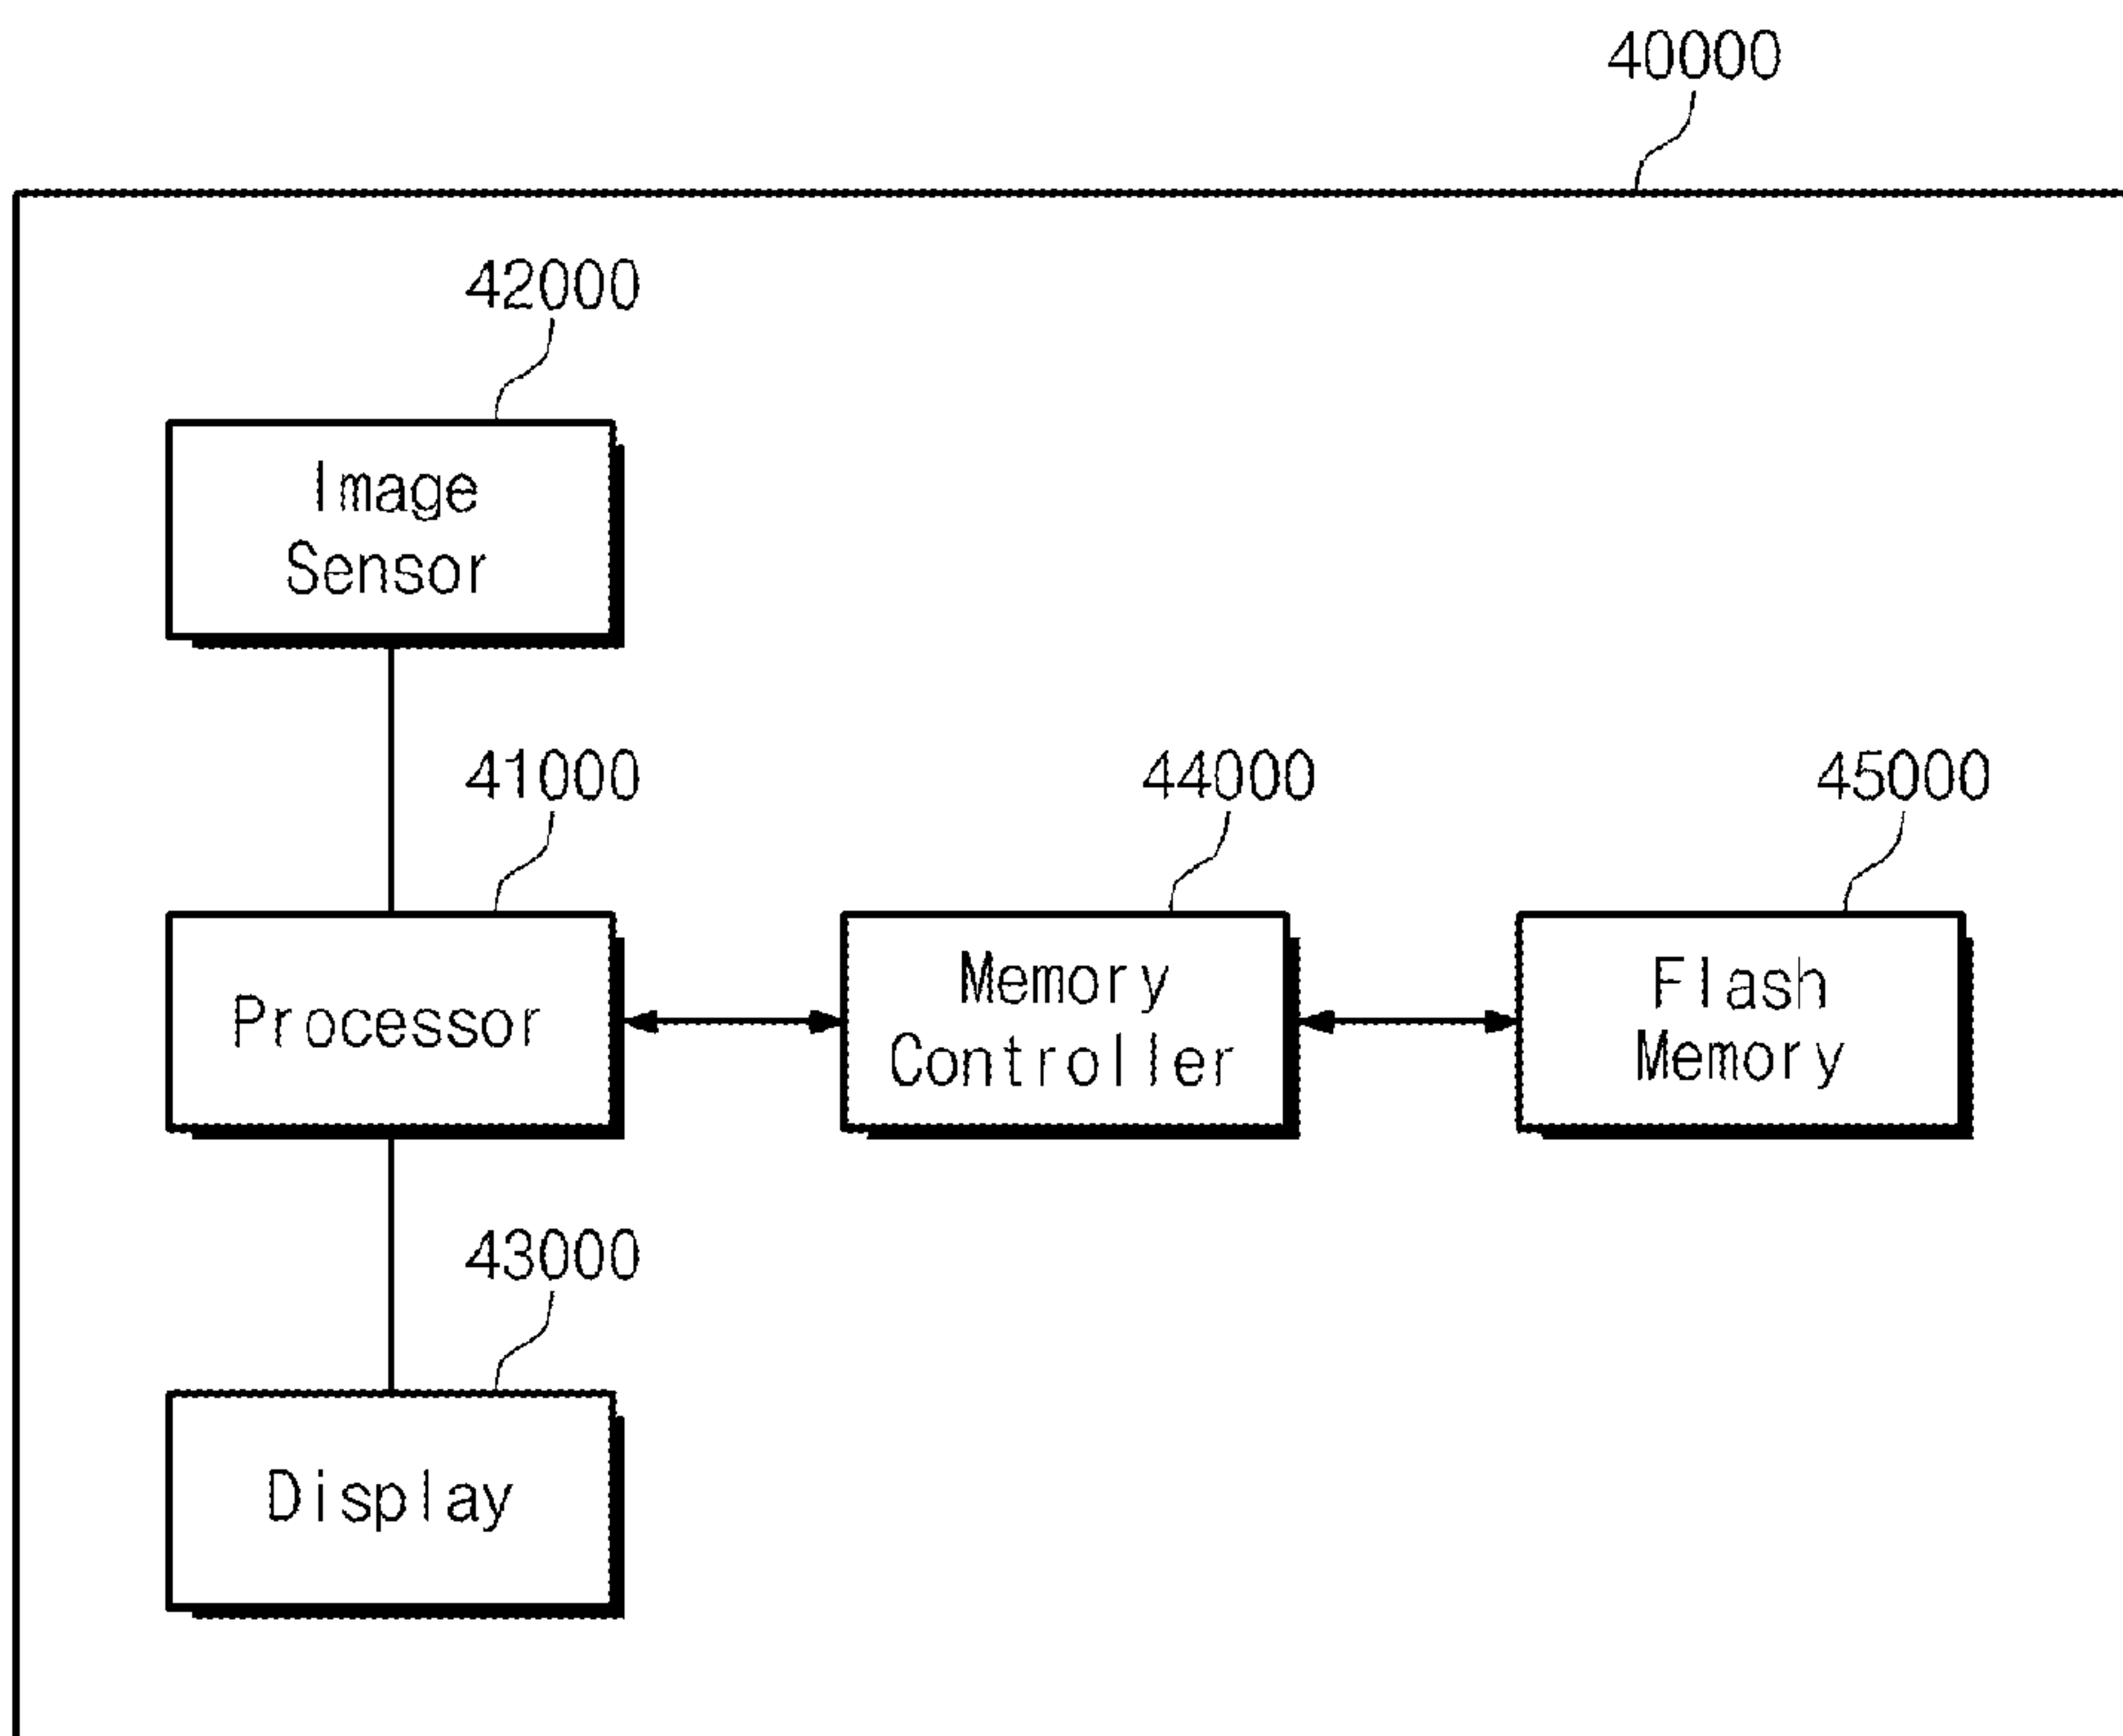 40000
42000
Image
Sensor
41000
44000
45000
Processor
Memory
Controller
Flash
Memory
43000
Display